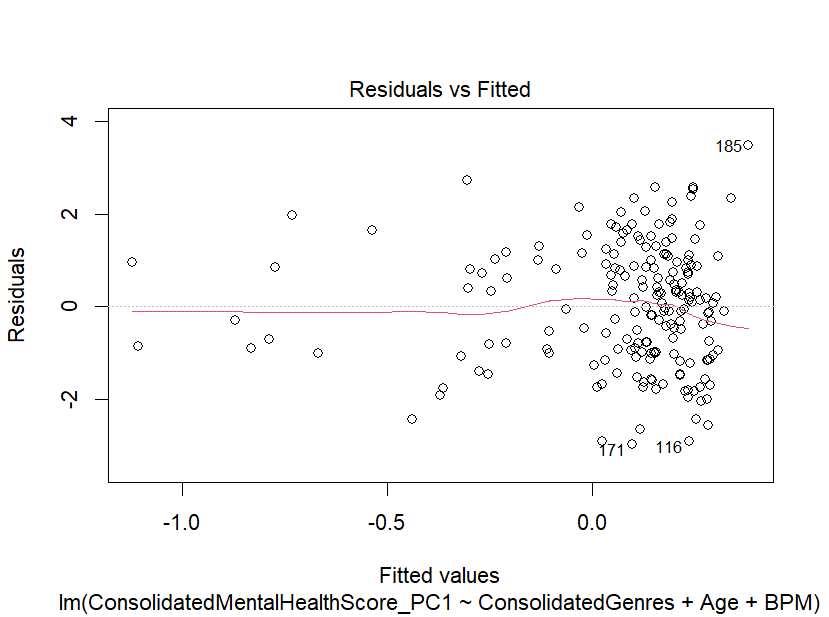 Residuals vs Fitted
4
2
0
-2
Residuals
185
171
116
-1.0 -0.5 0.0
Fitted values
lm(ConsolidatedMentalHealthScore_PC1 ~ ConsolidatedGenres + Age + BPM)